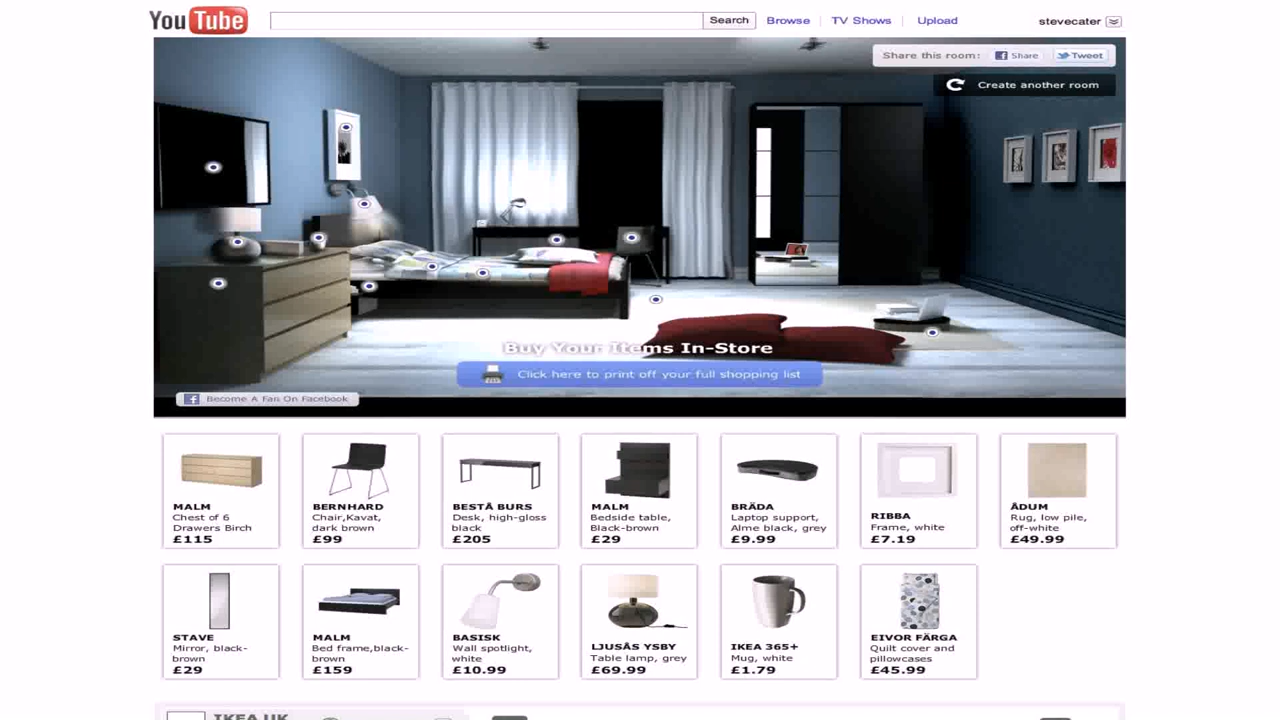 You Tube
Search
Browse
TV Shows
Upload
stevecater
Share this room:
Share
Tweet
Create another room
Buy Your Items In-Store
Click here to print off your full shopping list
Become A Fan On Facebook
MALM
Chest of 6
Drawers Birch
£115
BERNHARD
Chair,Kavat,
dark brown
£99
BESTÅ BURS
Desk, high-gloss
black
£205
MALM
Bedside table,
Black-brown
£29
BRÄDA
Laptop support,
Alme black, grey
£9.99
RIBBA
Frame, white
£7.19
ÅDUM
Rug, low pile,
off-white
£49.99
STAVE
Mirror, black-
brown
£29
MALM
Bed frame,black-
brown
£159
BASISK
Wall spotlight,
white
£10.99
LJUSÅS YSBY
Table lamp, grey
£69.99
IKEA 365+
Mug, white
£1.79
EIVOR FÄRGA
Quilt cover and
pillowcases
£45.99
IKEA UK